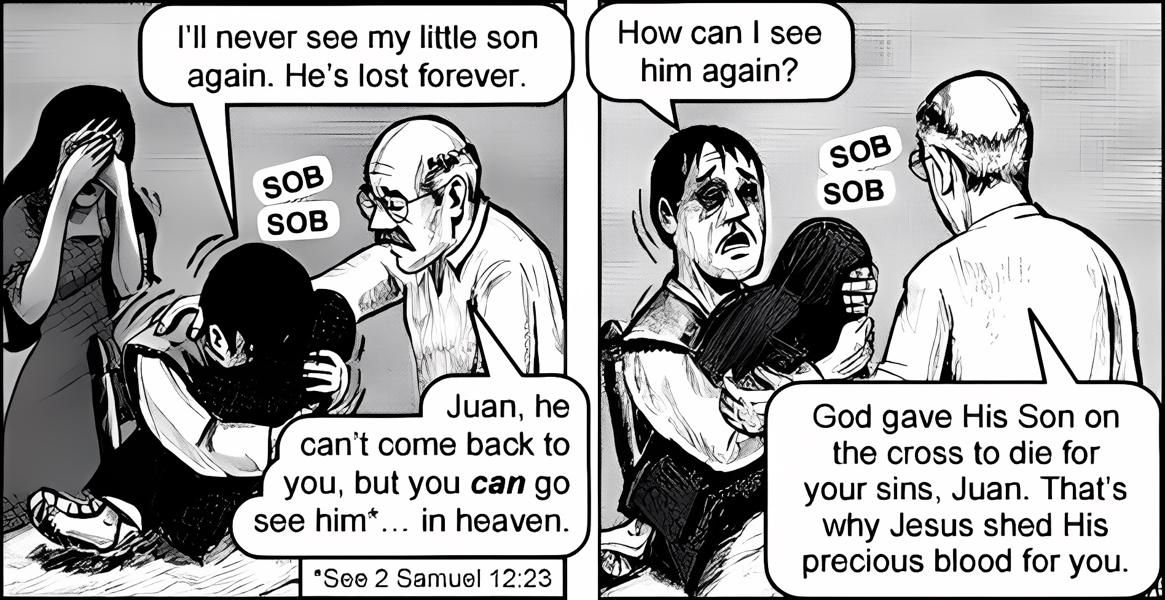 I'll never see my little son
again. He's lost forever.
SOB
SOB
Juan, he
can't come back to
you, but you can go
see him*... in heaven.
*See 2 Samuel 12:23
How can I see
him again?
SOB
SOB
God gave His Son on
the cross to die for
your sins, Juan. That's
why Jesus shed His
precious blood for you.